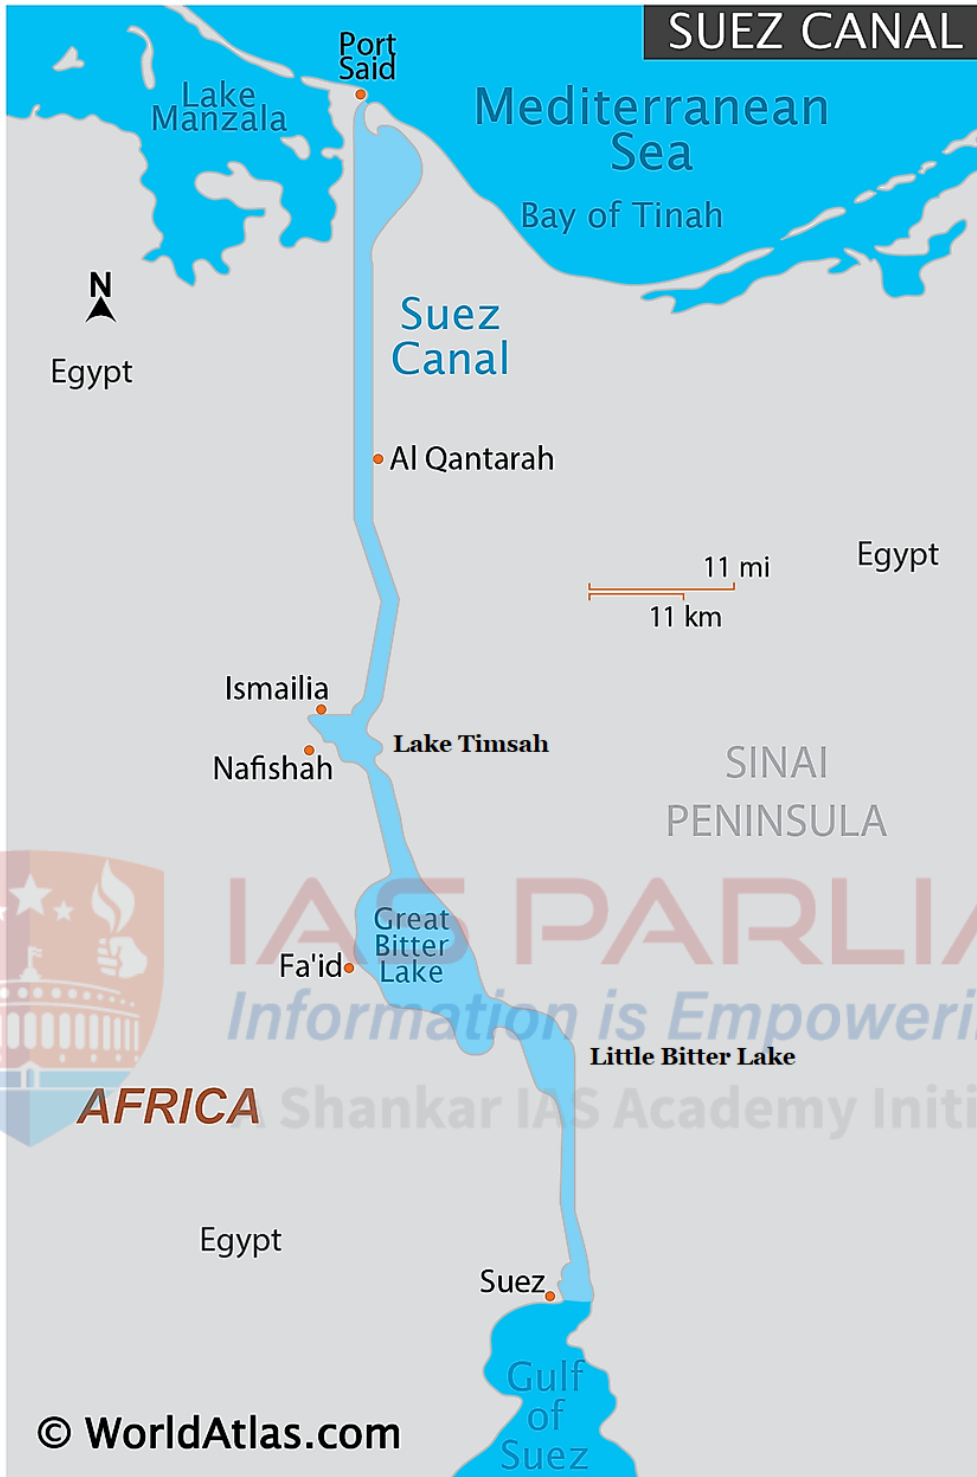 SUEZ CANAL
Port
Said
Lake
Manzala
Mediterranean
Sea
Bay of Tinah
N
Egypt
Suez
Canal
Al Qantarah
Egypt
11 mi
11 km
Ismailia
Lake Timsah
Nafishah
SINAI
PENINSULA
IAS PARLIA
Great
Bitter
Lake
Fa'id
Information is Empoweri
Little Bitter Lake
AFRICA
A Shankar IAS Academy Initi
Egypt
Suez
Gulf
of
Suez
© WorldAtlas.com